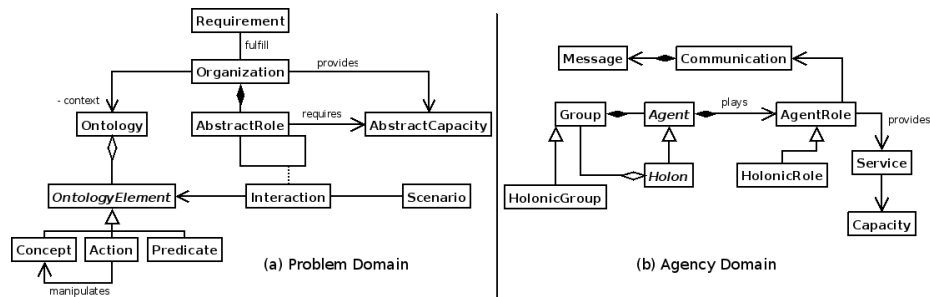 Requirement
fulfill
Organization
provides
- context
Ontology
AbstractRole
requires
AbstractCapacity
OntologyElement
Interaction
Scenario
Concept
Action
Predicate
manipulates
(a) Problem Domain
Message
Communication
Group
Agent
plays
AgentRole
provides
Service
Holon
HolonicRole
HolonicGroup
Capacity
(b) Agency Domain